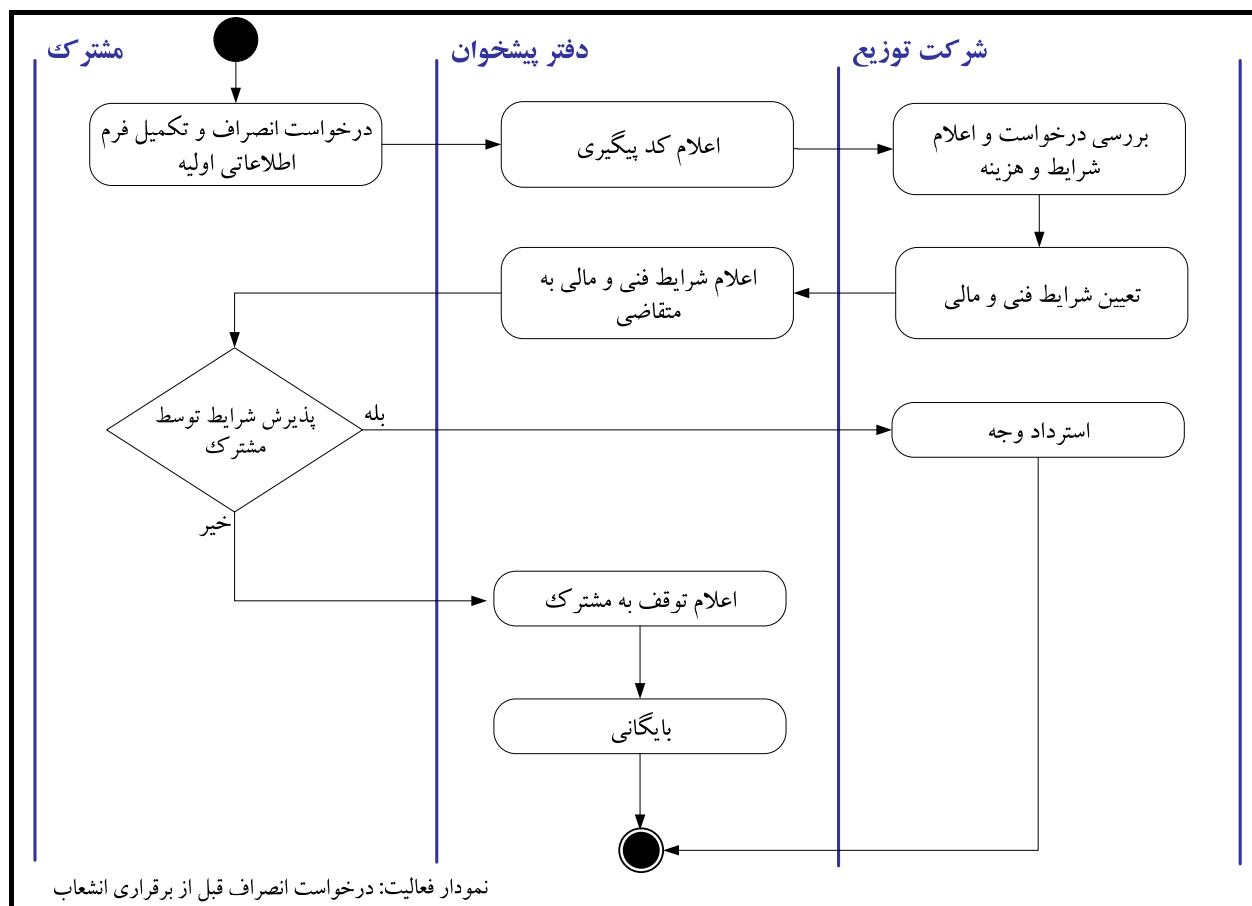 مشترک
دفتر پیشخوان
شرکت توزیع
درخواست انصراف و تکمیل فرم
اطلاعاتی اولیه
اعلام کد پیگیری
بررسی درخواست و اعلام
شرایط و هزینه
تعیین شرایط فنی و مالی
اعلام شرایط فنی و مالی به
متقاضی
پذیرش شرایط توسط
مشترک
بله
خیر
استرداد وجه
اعلام توقف به مشترک
بایگانی
نمودار فعالیت: درخواست انصراف قبل از برقراری انشعاب